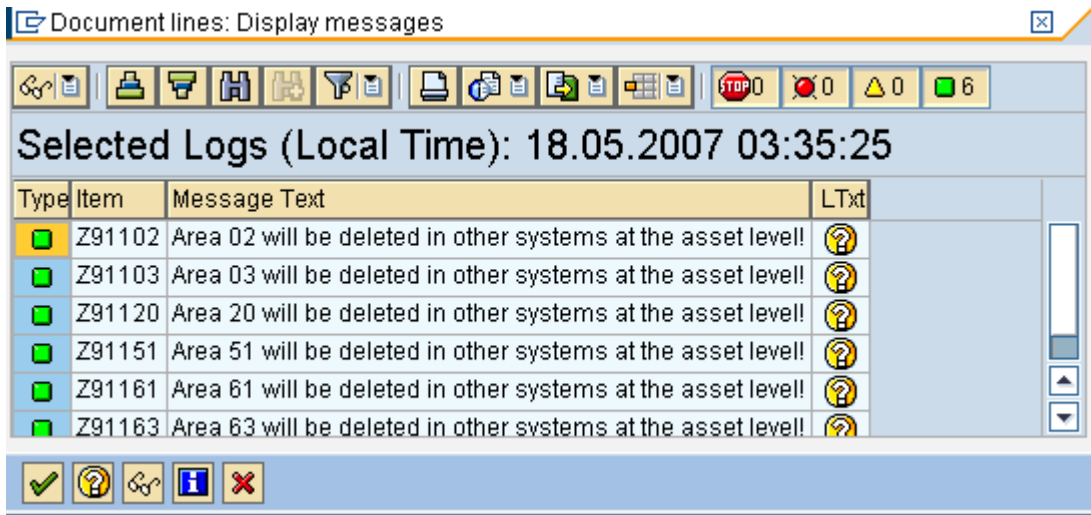 Document lines: Display messages
STOP 0 0 0 6
Selected Logs (Local Time): 18.05.2007 03:35:25
Type Item Message Text LTxt
Z91102 Area 02 will be deleted in other systems at the asset level!
Z91103 Area 03 will be deleted in other systems at the asset level!
Z91120 Area 20 will be deleted in other systems at the asset level!
Z91151 Area 51 will be deleted in other systems at the asset level!
Z91161 Area 61 will be deleted in other systems at the asset level!
Z91163 Area 63 will be deleted in other systems at the asset level!